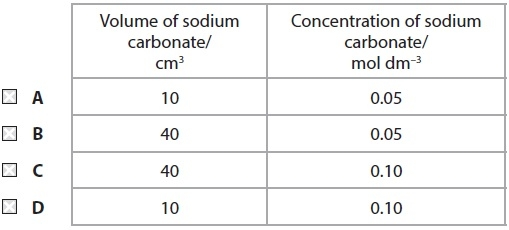 Volume of sodium carbonate/ cm³ Concentration of sodium carbonate/ mol dm⁻³
A 10 0.05
B 40 0.05
C 40 0.10
D 10 0.10